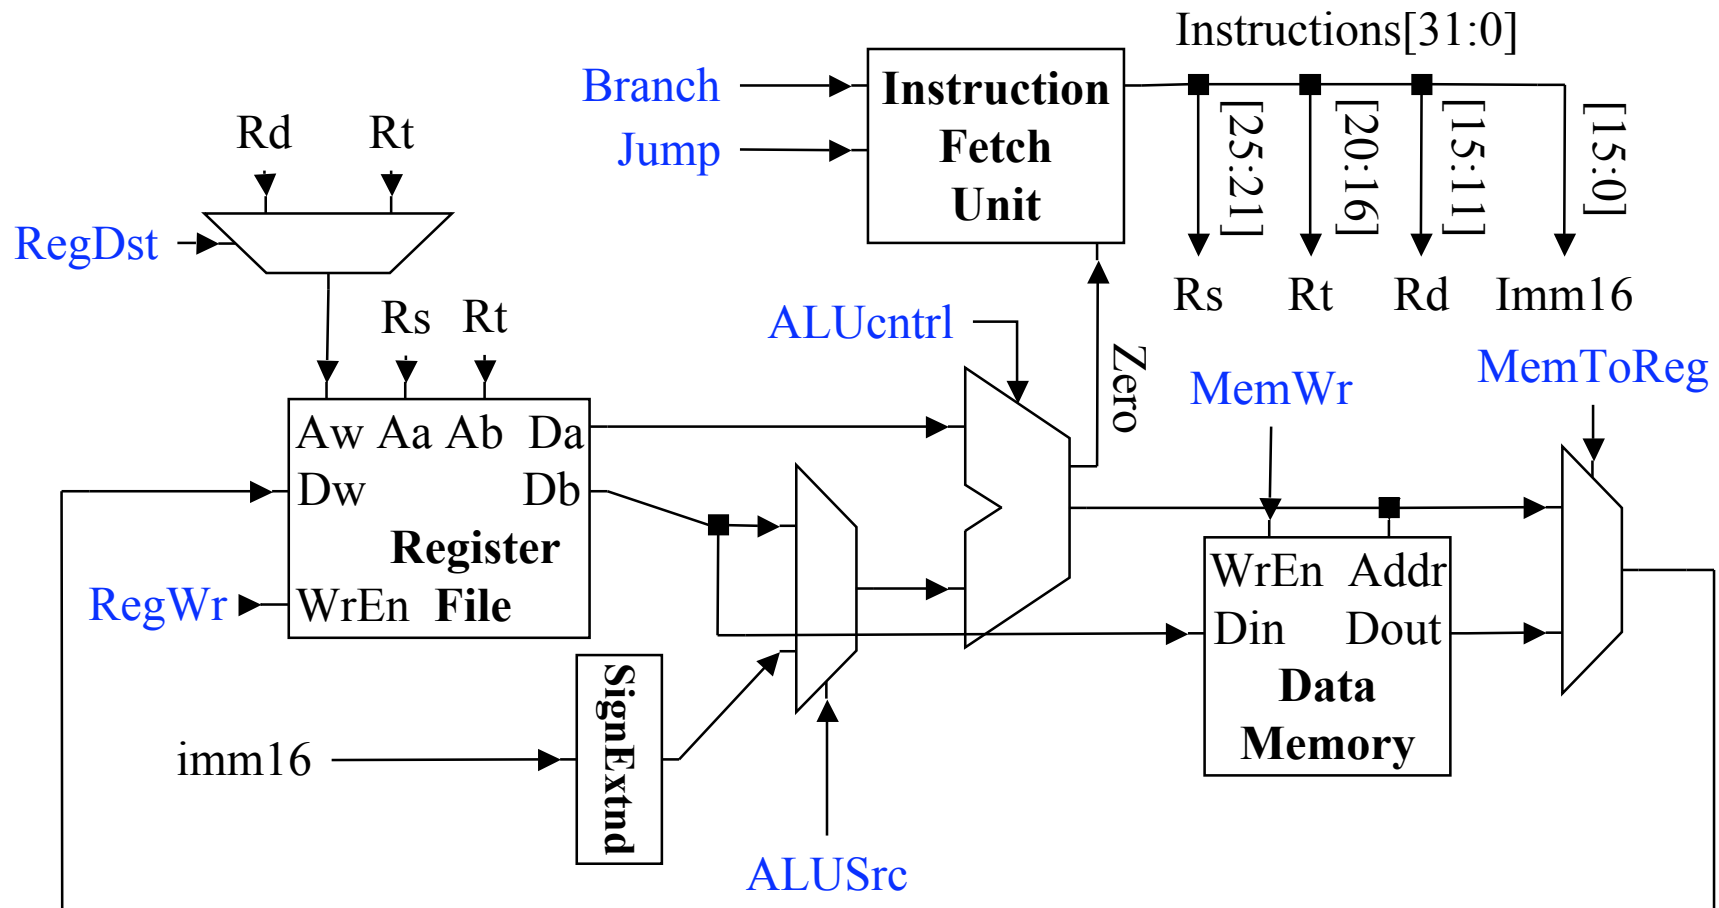 Instructions[31:0]
Branch
Jump
Instruction
Fetch
Unit
[25:21]
[20:16]
[15:11]
[15:0]
Rs
Rt
Rd
Imm16
Rd
Rt
RegDst
Rs
Rt
ALUcntrl
Zero
MemWr
MemToReg
Aw Aa Ab Da
Dw Db
Register
WrEn File
RegWr
WrEn Addr
Din Dout
Data
Memory
SignExtnd
imm16
ALUSrc